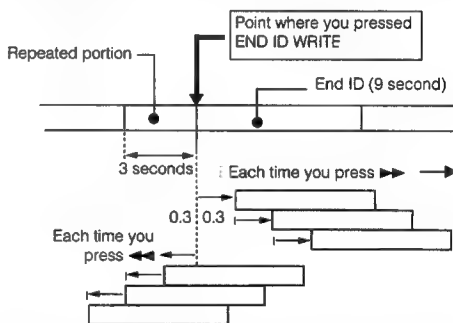 Point where you pressed
END ID WRITE
Repeated portion
End ID (9 second)
3 seconds
Each time you press ▶▶
0.3 0.3
Each time you
press ◀◀